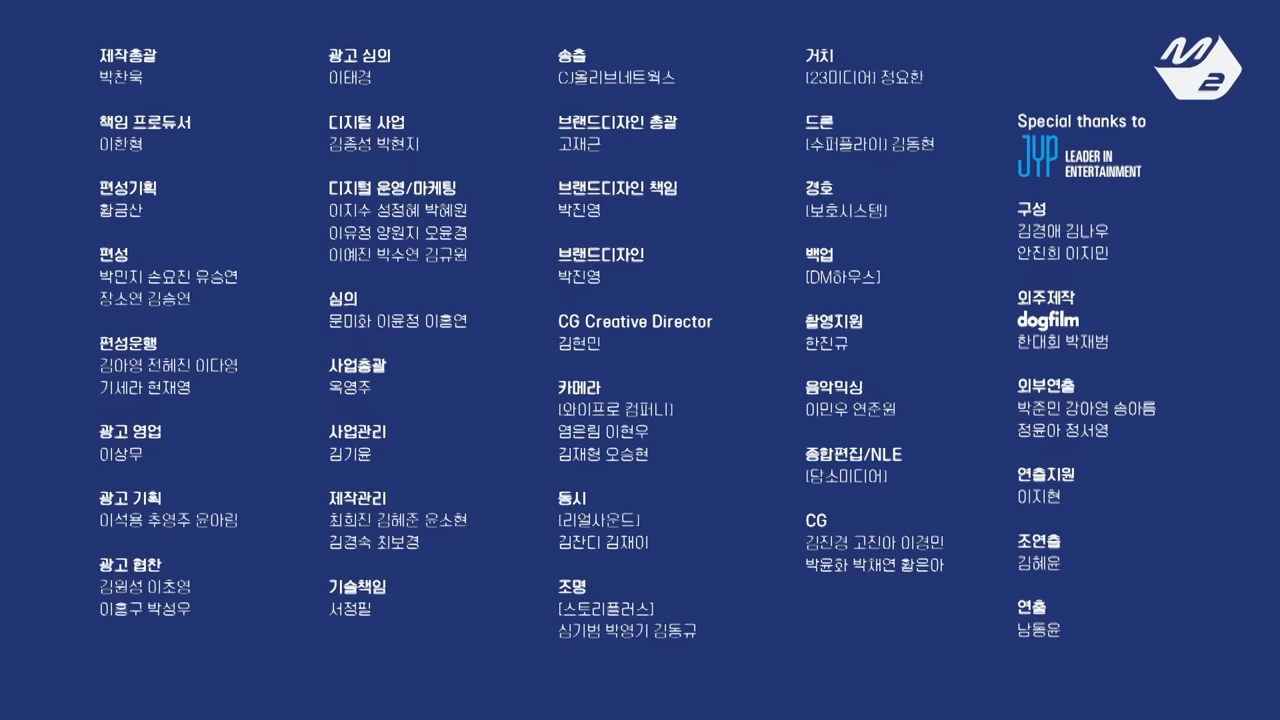 제작총괄
박찬욱
책임 프로듀서
이한형
편성기획
황금산
편성
박민지 손요진 유승연
장소연 김승연
편성운행
김아영 전혜진 이다영
기세라 현재영
광고 영업
이상무
광고 기획
이석용 추영주 윤아림
광고 협찬
김원성 이초영
이홍구 박성우
광고 심의
이태경
디지털 사업
김종성 박현지
디지털 운영/마케팅
이지수 성정혜 박혜원
이유정 양원지 오윤경
이예진 박수연 김규원
심의
문미화 이윤정 이홍연
사업총괄
옥영주
사업관리
김기윤
제작관리
최희진 김혜준 윤소현
김경숙 최보경
기술책임
서정필
송출
CJ올리브네트웍스
브랜드디자인 총괄
고재근
브랜드디자인 책임
박진영
브랜드디자인
박진영
CG Creative Director
김현민
카메라
[와이프로 컴퍼니]
염은림 이현우
김재형 오승현
동시
[리얼사운드]
김잔디 김재이
조명
[스토리플러스]
심기범 박영기 김동규
거치
[23미디어] 정요한
드론
[수퍼플라이] 김동현
경호
[보호시스템]
백업
[DM하우스]
촬영지원
한진규
음악믹싱
이민우 연준원
종합편집/NLE
[담소미디어]
CG
김진경 고진아 이경민
박윤화 박채연 황은아
M2
Special thanks to
JYP LEADER IN
ENTERTAINMENT
구성
김경애 김나우
안진희 이지민
외주제작
dogfilm
한대희 박재범
외부연출
박준민 강아영 송아름
정윤아 정서영
연출지원
이지현
조연출
김혜윤
연출
남동윤